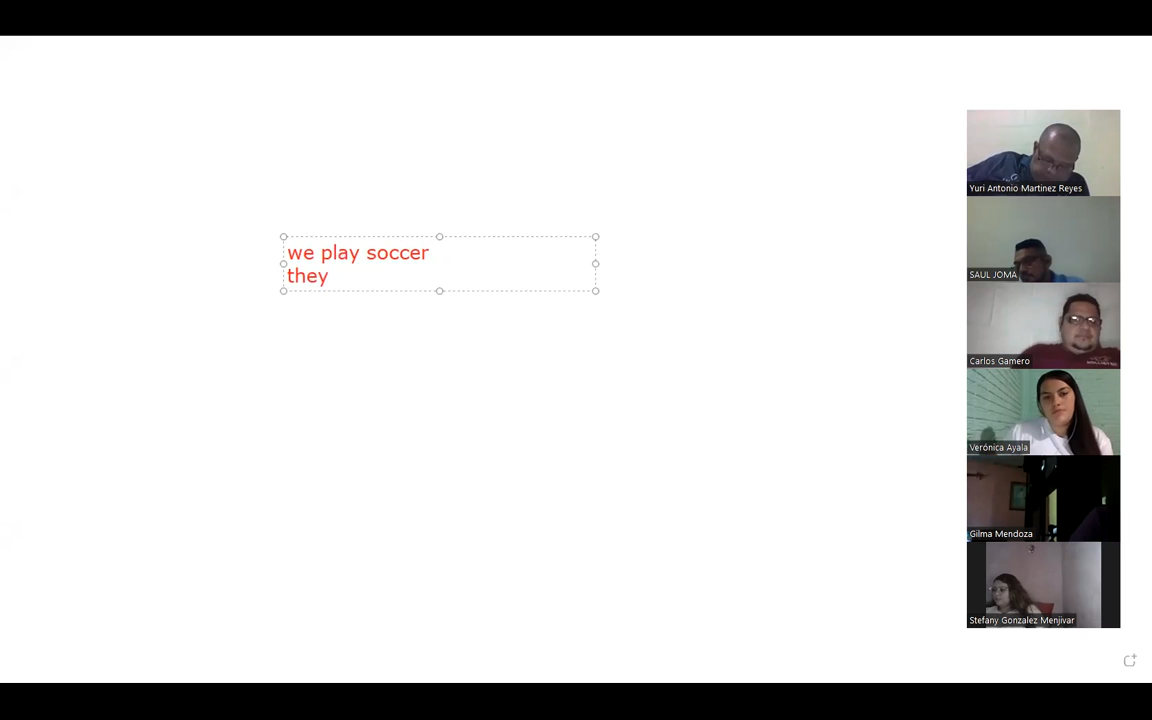 we play soccer
they
Yuri Antonio Martinez Reyes
SAUL JOMA
Carlos Gamero
Verónica Ayala
Gilma Mendoza
Stefany Gonzalez Menjivar